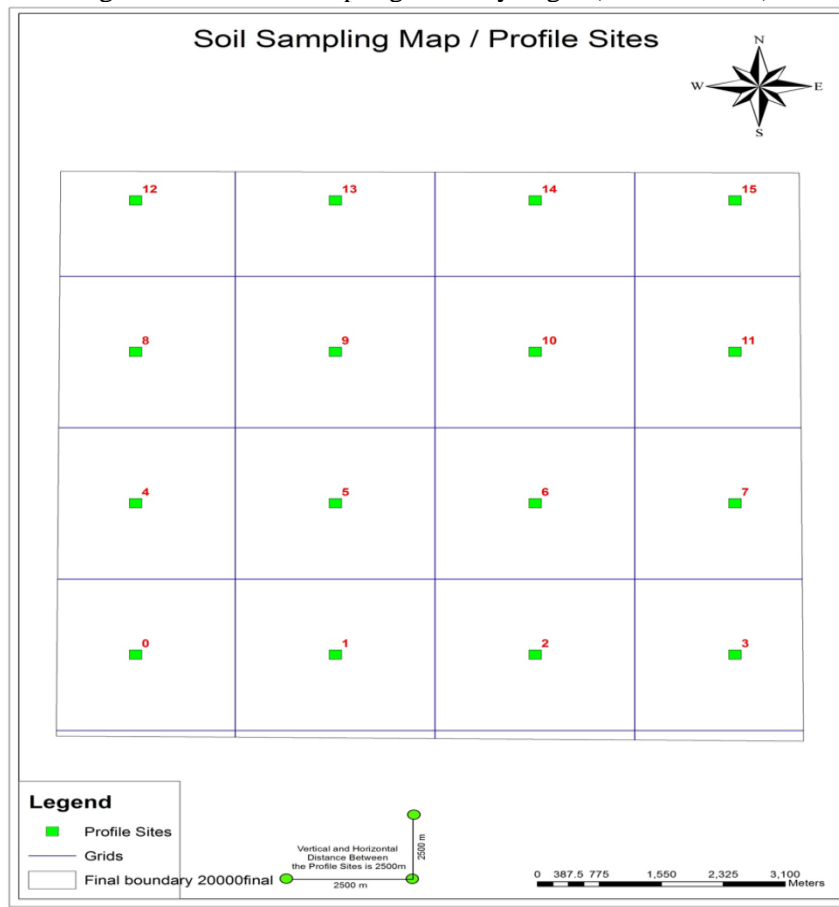 Soil Sampling Map / Profile Sites
N
W E
S
12 13 14 15
8 9 10 11
4 5 6 7
0 1 2 3
Legend
Profile Sites
Grids
Final boundary 20000final
Vertical and Horizontal
Distance Between
the Profile Sites is 2500m
2500 m
2500 m
0 387.5 775 1,550 2,325 3,100
Meters